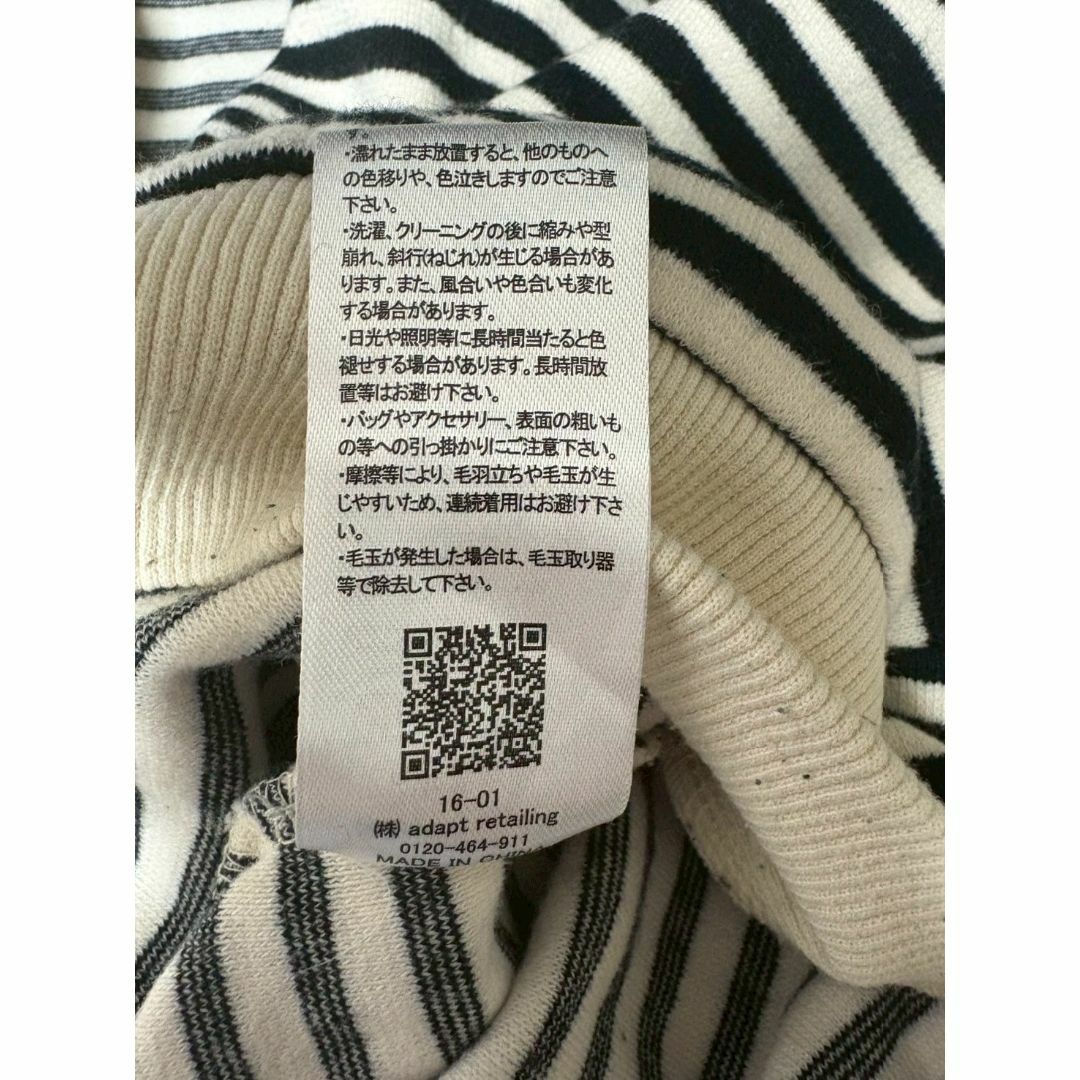 す。
・濡れたまま放置すると、他のものへ
の色移りや、色泣きしますのでご注意
下さい。
・洗濯、クリーニングの後に縮みや型
崩れ、斜行(ねじれ)が生じる場合があ
ります。また、風合いや色合いも変化
する場合があります。
・日光や照明等に長時間当たると色
褪せする場合があります。長時間放
置等はお避け下さい。
・バッグやアクセサリー、表面の粗いも
の等への引っ掛かりにご注意下さい。
・摩擦等により、毛羽立ちや毛玉が生
じやすいため、連続着用はお避け下さ
い。
・毛玉が発生した場合は、毛玉取り器
等で除去して下さい。
16-01
㈱ adapt retailing
0120-464-911
MADE IN CHINA